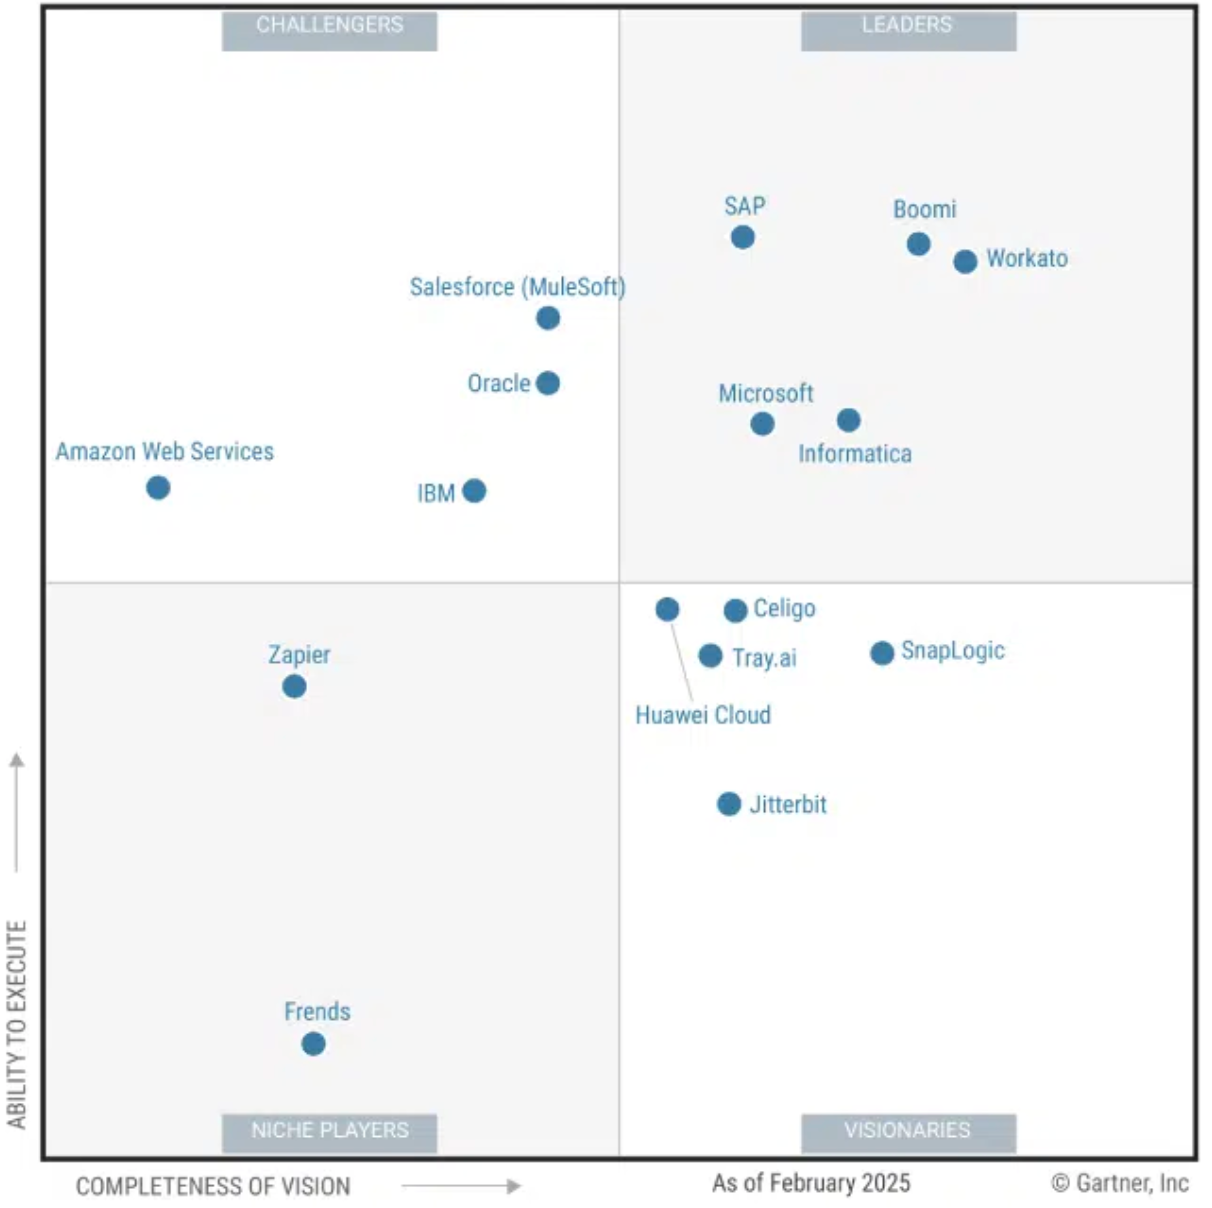 CHALLENGERS
LEADERS
SAP
Boomi
Workato
Salesforce (MuleSoft)
Oracle
Microsoft
Informatica
Amazon Web Services
IBM
Celigo
Zapier
Tray.ai
SnapLogic
Huawei Cloud
Jitterbit
Frends
ABILITY TO EXECUTE
NICHE PLAYERS
VISIONARIES
COMPLETENESS OF VISION
As of February 2025
© Gartner, Inc